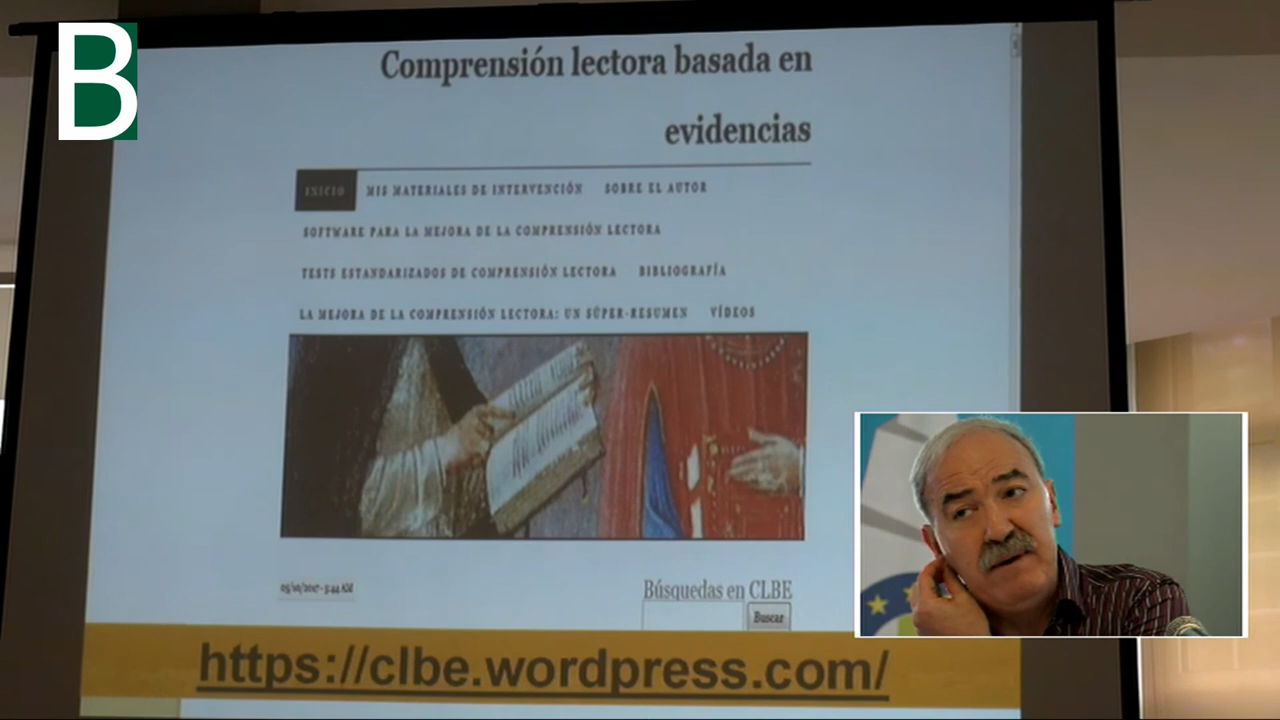 B
Comprensión lectora basada en
evidencias
INICIO MIS MATERIALES DE INTERVENCIÓN SOBRE EL AUTOR
SOFTWARE PARA LA MEJORA DE LA COMPRENSIÓN LECTORA
TESTS ESTANDARIZADOS DE COMPRENSIÓN LECTORA BIBLIOGRAFÍA
LA MEJORA DE LA COMPRENSIÓN LECTORA: UN SÚPER-RESUMEN VÍDEOS
Búsquedas en CLBE
Buscar
https://clbe.wordpress.com/